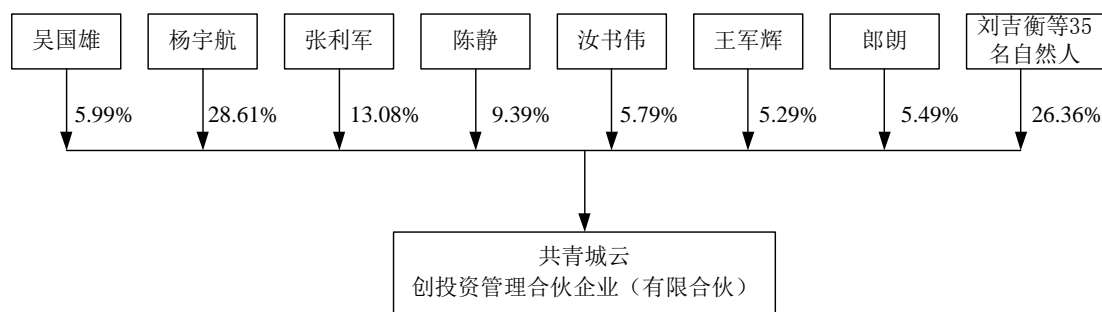 吴国雄
杨宇航
张利军
陈静
汝书伟
王军辉
郎朗
刘吉衡等35
名自然人
5.99%
28.61%
13.08%
9.39%
5.79%
5.29%
5.49%
26.36%
共青城云
创投资管理合伙企业（有限合伙）